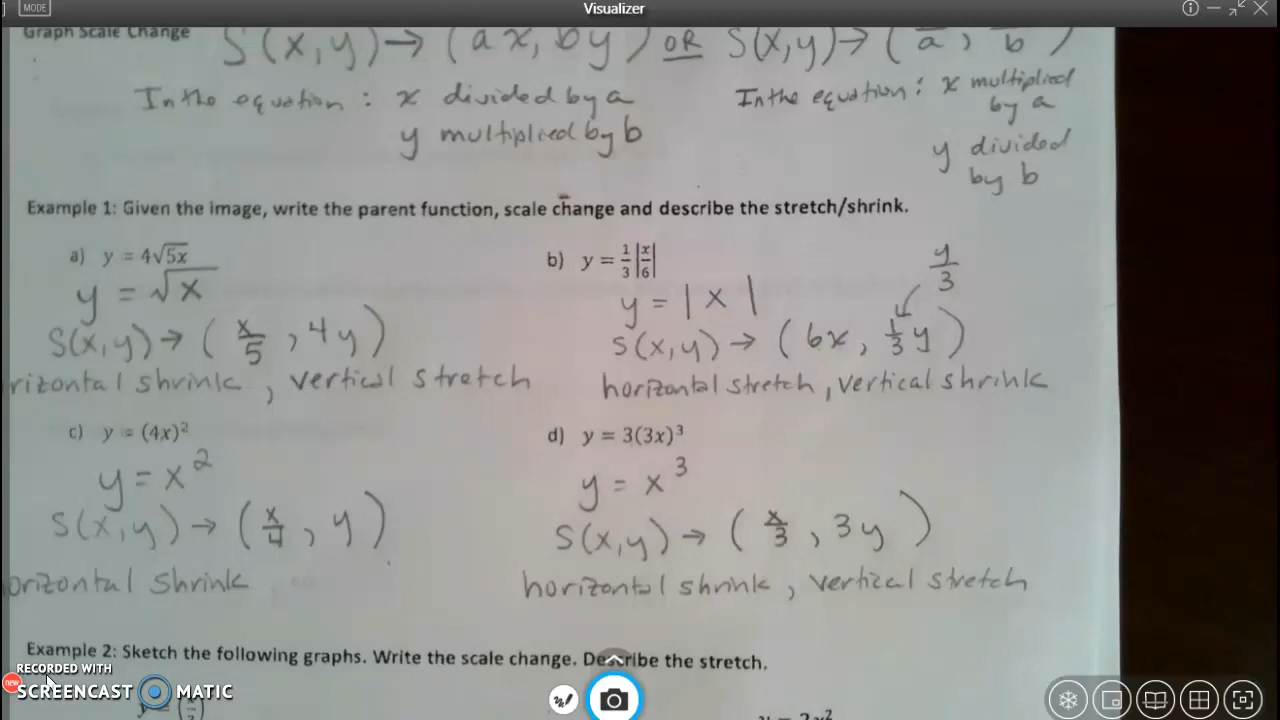 MODE
Visualizer
Graph Scale Change S(x,y) → (ax, by) OR S(x,y) → (a, b)
In the equation : x divided by a
y multiplied by b
In the equation : x multiplied
by a
y divided
by b
Example 1: Given the image, write the parent function, scale change and describe the stretch/shrink.
a) y = 4√5x
y = √x
S(x,y) → (x/5, 4y)
rizontal shrink, vertical stretch
b) y = 1/3 |x/6|
y/3
y = |x|
S(x,y) → (6x, 1/3 y)
horizontal stretch, vertical shrink
c) y = (4x)²
y = x²
S(x,y) → (x/4, y)
orizontal shrink
d) y = 3(3x)³
y = x³
S(x,y) → (x/3, 3y)
horizontal shrink, vertical stretch
Example 2: Sketch the following graphs. Write the scale change. Describe the stretch.
RECORDED WITH
new
SCREENCAST MATIC